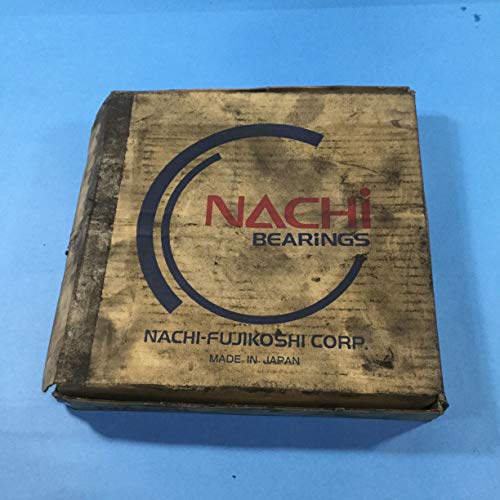 NACHi
BEARiNGS
NACHI-FUJIKOSHI CORP.
MADE IN JAPAN